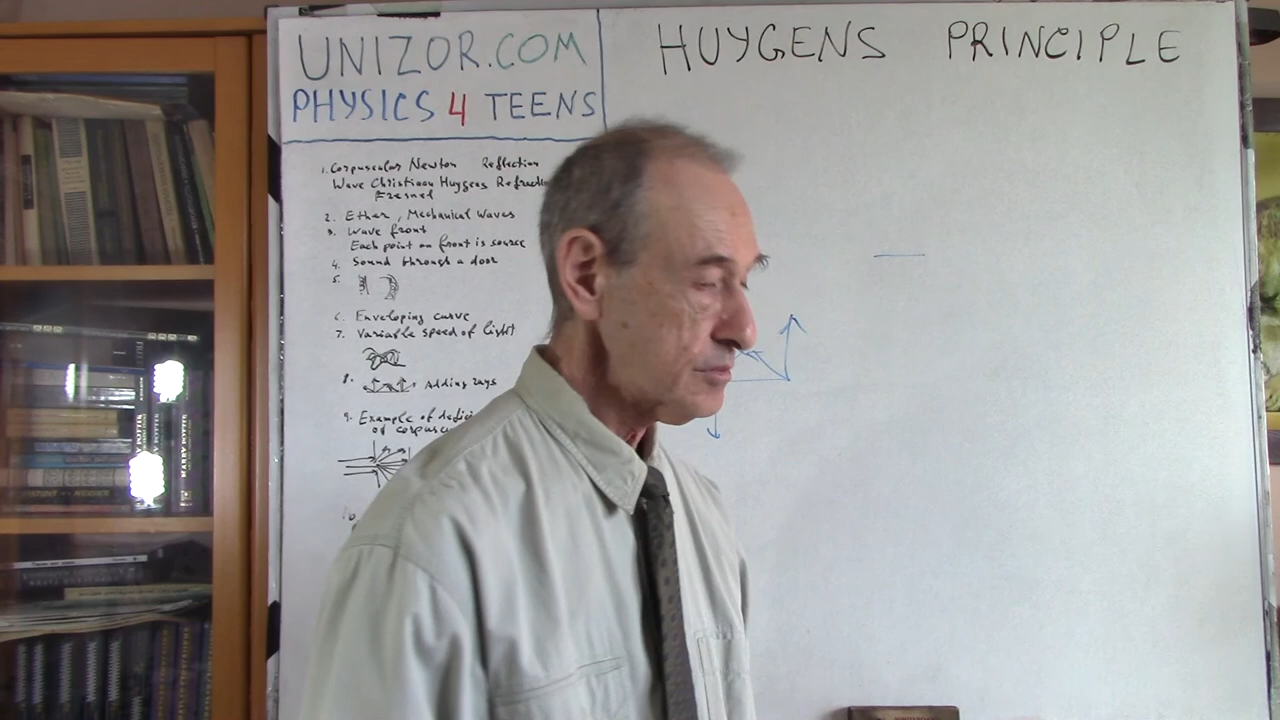 UNIZOR.COM
PHYSICS 4 TEENS
HUYGENS PRINCIPLE
1. Corpuscular Newton Reflection
Wave Christiaan Huygens
Fresnel
2. Ether, Mechanical Waves
3. Wave front
Each point on front is source
4. Sound through a door
5.
6. Enveloping curve
7. Variable speed of light
8. Adding rays
9. Example of
of
HARRY POTTER